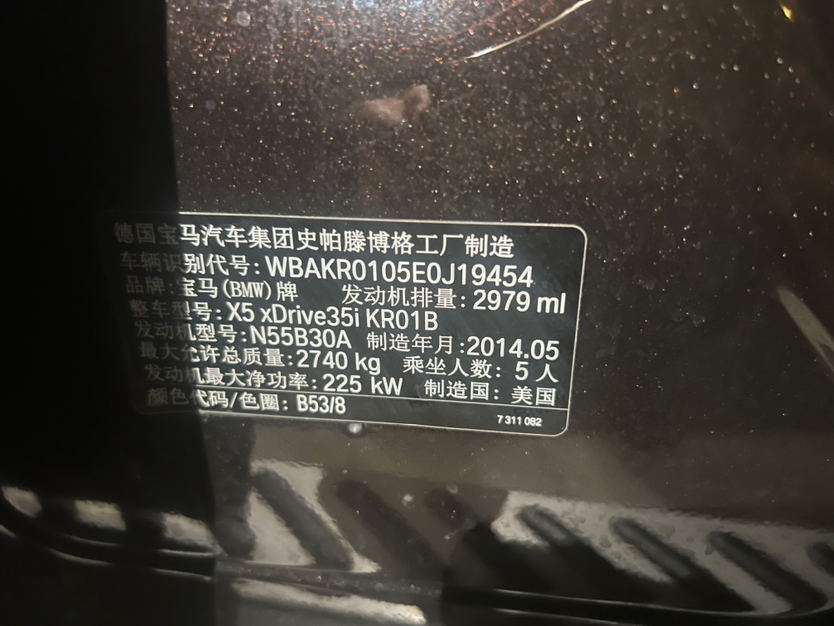 德国宝马汽车集团史帕滕博格工厂制造
车辆识别代号：WBAKR0105E0J19454
品牌：宝马(BMW)牌 发动机排量：2979 ml
整车型号：X5 xDrive35i KR01B
发动机型号：N55B30A 制造年月：2014.05
最大允许总质量：2740 kg 乘坐人数：5 人
发动机最大净功率：225 kW 制造国：美国
颜色代码/色圈：B53/8
7 311 082